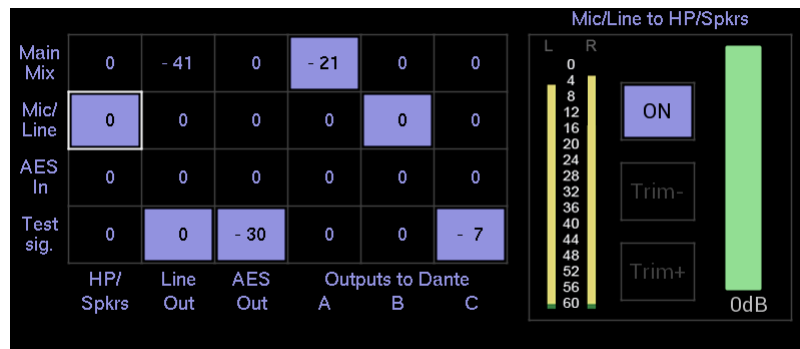 Mic/Line to HP/Spkrs
Main
Mix
0 - 41 0 - 21 0 0
Mic/
Line
0 0 0 0 0 0
AES
In
0 0 0 0 0 0
Test
sig.
0 0 - 30 0 0 - 7
HP/
Spkrs
Line
Out
AES
Out
Outputs to Dante
A B C
L R
0
4
8
12
16
20
24
28
32
36
40
44
48
52
56
60
ON
Trim-
Trim+
0dB